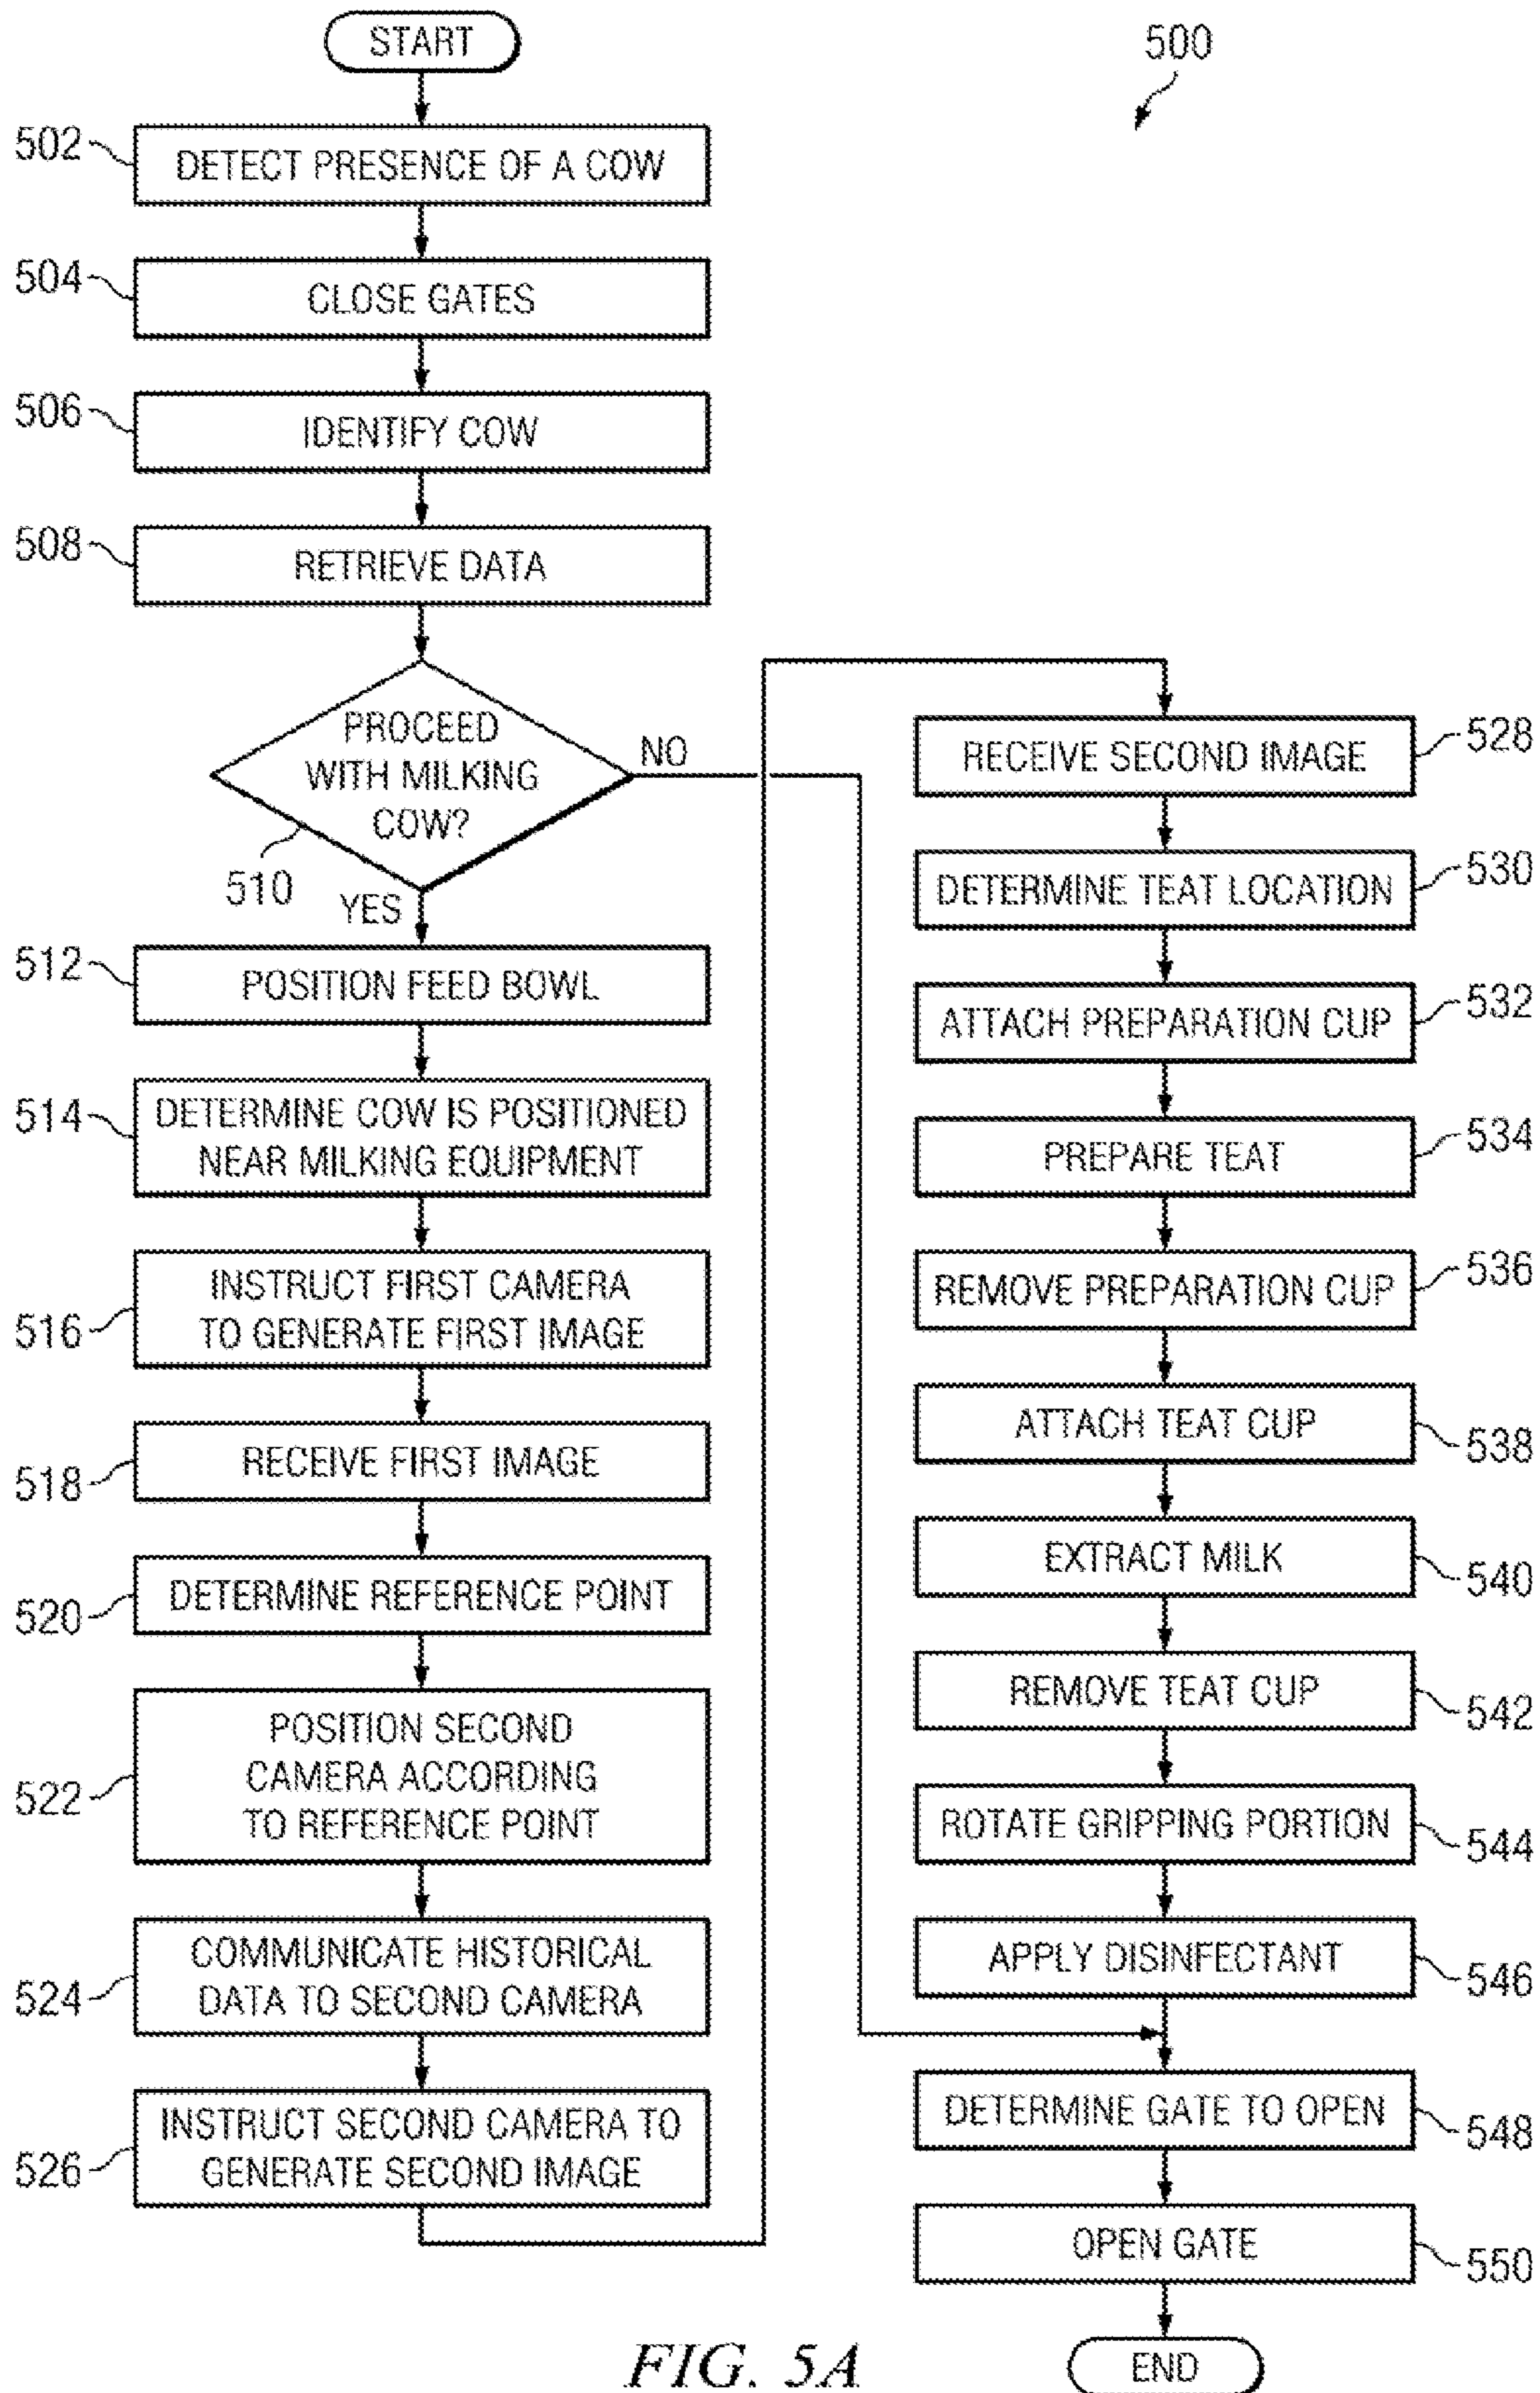 START
500
502
DETECT PRESENCE OF A COW
504
CLOSE GATES
506
IDENTIFY COW
508
RETRIEVE DATA
PROCEED
WITH MILKING
COW?
NO
510
YES
512
POSITION FEED BOWL
514
DETERMINE COW IS POSITIONED
NEAR MILKING EQUIPMENT
516
INSTRUCT FIRST CAMERA
TO GENERATE FIRST IMAGE
518
RECEIVE FIRST IMAGE
520
DETERMINE REFERENCE POINT
522
POSITION SECOND
CAMERA ACCORDING
TO REFERENCE POINT
524
COMMUNICATE HISTORICAL
DATA TO SECOND CAMERA
526
INSTRUCT SECOND CAMERA TO
GENERATE SECOND IMAGE
RECEIVE SECOND IMAGE
528
DETERMINE TEAT LOCATION
530
ATTACH PREPARATION CUP
532
PREPARE TEAT
534
REMOVE PREPARATION CUP
536
ATTACH TEAT CUP
538
EXTRACT MILK
540
REMOVE TEAT CUP
542
ROTATE GRIPPING PORTION
544
APPLY DISINFECTANT
546
DETERMINE GATE TO OPEN
548
OPEN GATE
550
END
FIG. 5A